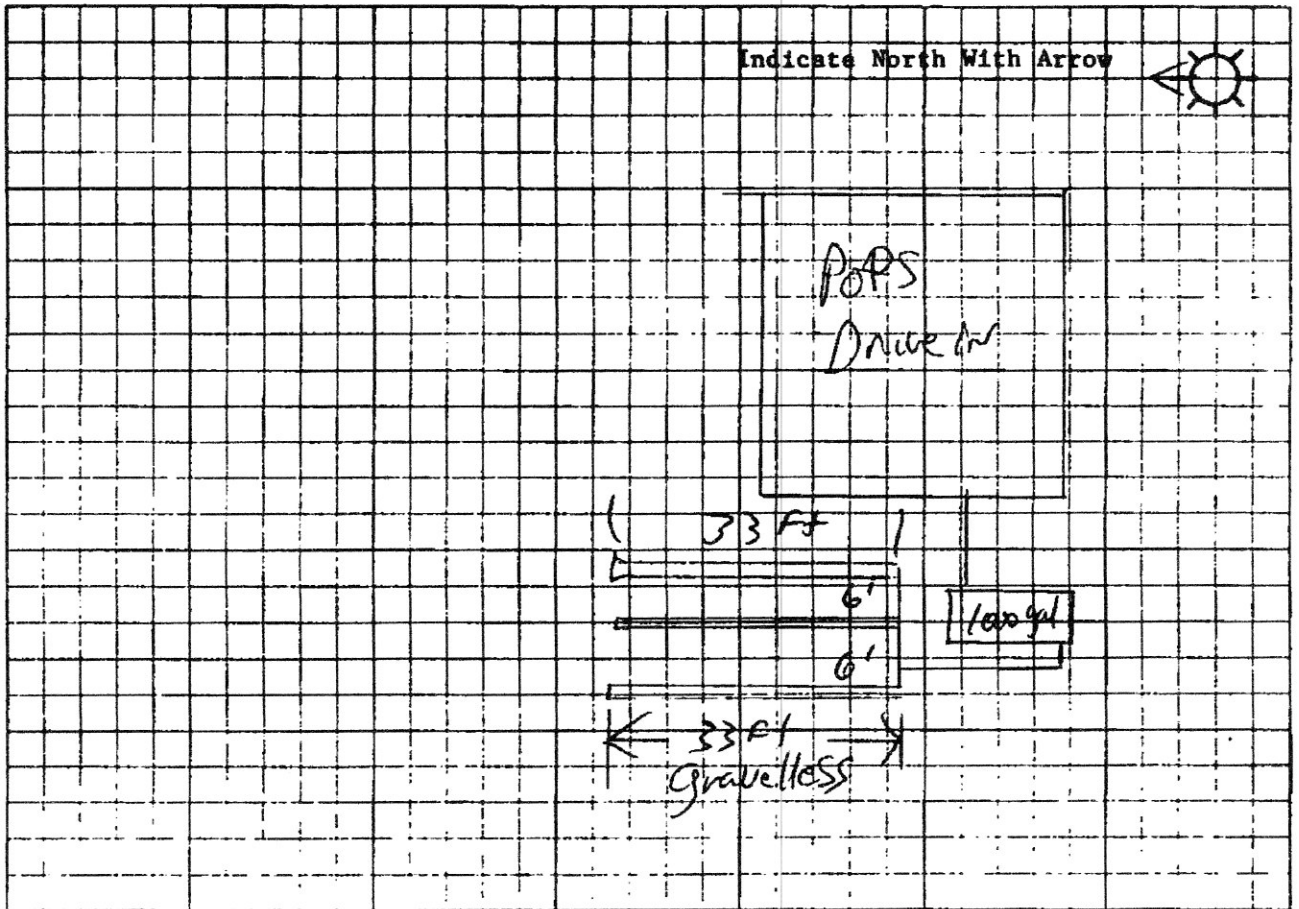 Indicate North With Arrow
POPS
Drive In
33 Ft
6'
1000 gal
6'
33 Ft
Gravelless